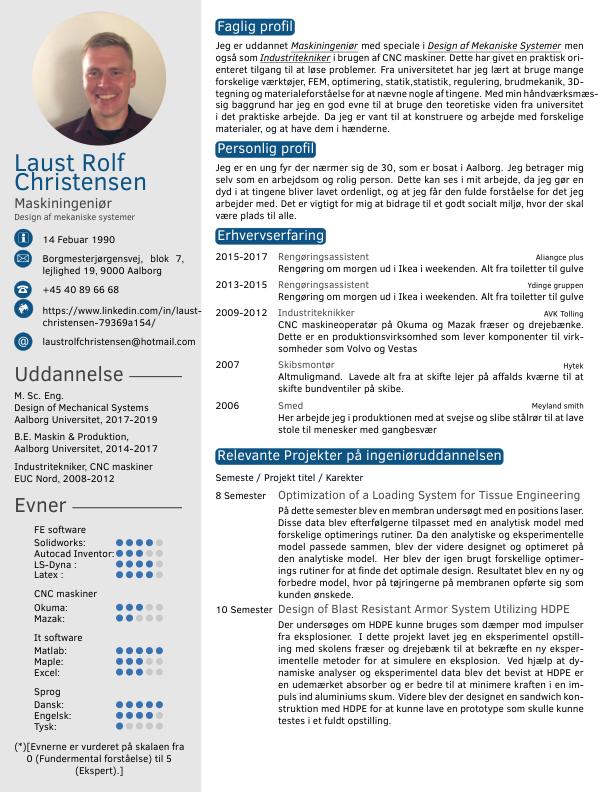 Laust Rolf
Christensen
Maskiningeniør
Design af mekaniske systemer
14 Febuar 1990
Borgmesterjørgensvej, blok 7,
lejlighed 19, 9000 Aalborg
+45 40 89 66 68
https://www.linkedin.com/in/laust-
christensen-79369a154/
@ laustrolfchristensen@hotmail.com
Uddannelse
M. Sc. Eng.
Design of Mechanical Systems
Aalborg Universitet, 2017-2019
B.E. Maskin & Produktion,
Aalborg Universitet, 2014-2017
Industritekniker, CNC maskiner
EUC Nord, 2008-2012
Evner
FE software
Solidworks:
Autocad Inventor:
LS-Dyna :
Latex :
CNC maskiner
Okuma:
Mazak:
It software
Matlab:
Maple:
Excel:
Sprog
Dansk:
Engelsk:
Tysk:
(*)[Evnerne er vurderet på skalaen fra
0 (Fundermental forståelse) til 5
(Ekspert).]
Faglig profil
Jeg er uddannet Maskiningeniør med speciale i Design af Mekaniske Systemer men
også som Industritekniker i brugen af CNC maskiner. Dette har givet en praktisk ori-
enteret tilgang til at løse problemer. Fra universitetet har jeg lært at bruge mange
forskelige værktøjer, FEM, optimering, statik,statistik, regulering, brudmekanik, 3D-
tegning og materialeforståelse for at nævne nogle af tingene. Med min håndværksmæs-
sig baggrund har jeg en god evne til at bruge den teoretiske viden fra universitet
i det praktiske arbejde. Da jeg er vant til at konstruere og arbejde med forskelige
materialer, og at have dem i hænderne.
Personlig profil
Jeg er en ung fyr der nærmer sig de 30, som er bosat i Aalborg. Jeg betrager mig
selv som en arbejdsom og rolig person. Dette kan ses i mit arbejde, da jeg gør en
dyd i at tingene bliver lavet ordenligt, og at jeg får den fulde forståelse for det jeg
arbejder med. Det er vigtigt for mig at bidrage til et godt socialt miljø, hvor der skal
være plads til alle.
Erhvervserfaring
2015-2017 Rengøringsassistent Aliangce plus
Rengøring om morgen ud i Ikea i weekenden. Alt fra toiletter til gulve
2013-2015 Rengøringsassistent Ydinge gruppen
Rengøring om morgen ud i Ikea i weekenden. Alt fra toiletter til gulve
2009-2012 Industriteknikker AVK Tolling
CNC maskineoperatør på Okuma og Mazak fræser og drejebænke.
Dette er en produktionsvirksomhed som lever komponenter til virk-
somheder som Volvo og Vestas
2007 Skibsmontør Hytek
Altmuligmand. Lavede alt fra at skifte lejer på affalds kværne til at
skifte bundventiler på skibe.
2006 Smed Meyland smith
Her arbejde jeg i produktionen med at svejse og slibe stålrør til at lave
stole til menesker med gangbesvær
Relevante Projekter på ingeniøruddannelsen
Semeste / Projekt titel / Karekter
8 Semester Optimization of a Loading System for Tissue Engineering
På dette semester blev en membran undersøgt med en positions laser.
Disse data blev efterfølgerne tilpasset med en analytisk model med
forskelige optimerings rutiner. Da den analytiske og eksperimentelle
model passede sammen, blev der videre designet og optimeret på
den analytiske model. Her blev der igen brugt forskellige optimer-
ings rutiner for at finde det optimale design. Resultatet blev en ny og
forbedre model, hvor på tøjringerne på membranen opførte sig som
kunden ønskede.
10 Semester Design of Blast Resistant Armor System Utilizing HDPE
Der undersøges om HDPE kunne bruges som dæmper mod impulser
fra eksplosioner. I dette projekt lavet jeg en eksperimentel opstill-
ing med skolens fræser og drejebænk til at bekræfte en ny eksper-
imentelle metoder for at simulere en eksplosion. Ved hjælp at dy-
namiske analyser og eksperimentel data blev det bevist at HDPE er
en udemærket absorber og er bedre til at minimere kraften i en im-
puls ind aluminiums skum. Videre blev der designet en sandwich kon-
struktion med HDPE for at kunne lave en prototype som skulle kunne
testes i et fuldt opstilling.